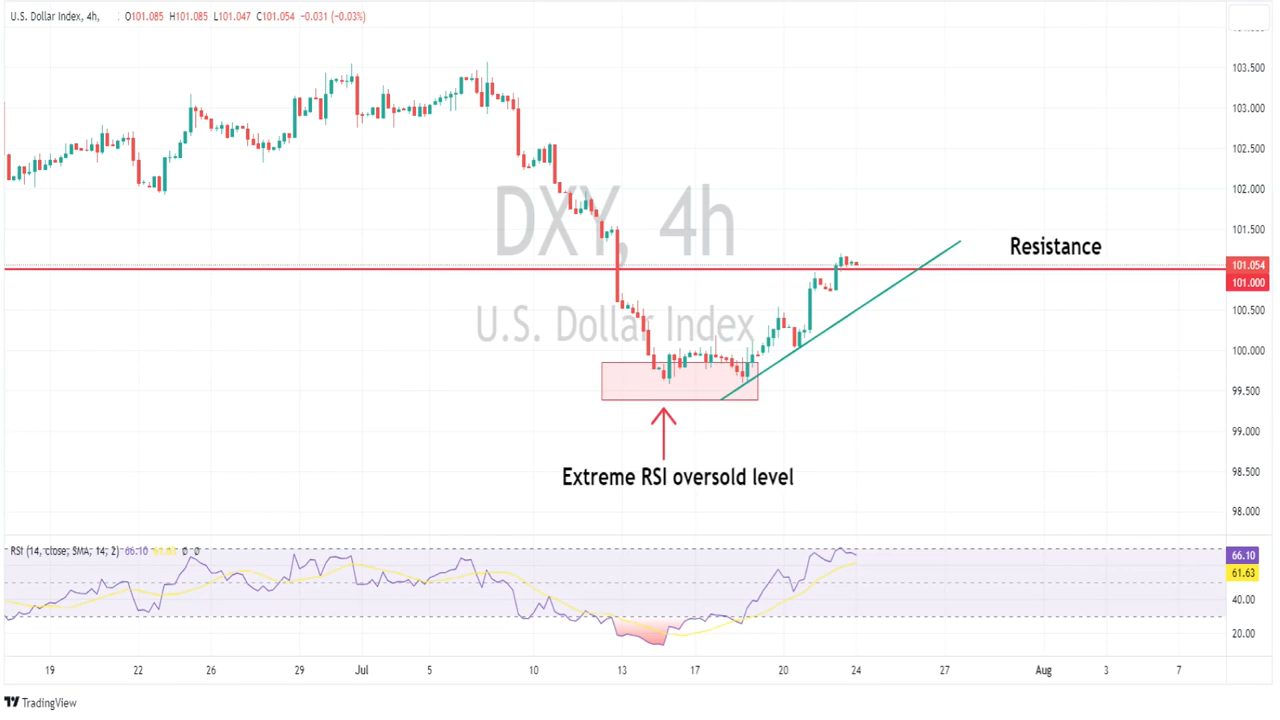 U.S. Dollar Index, 4h, : O101.085 H101.085 L101.047 C101.054 −0.031 (−0.03%)
103.500
103.000
102.500
DXY, 4h
102.000
101.500
Resistance
101.054
101.000
U.S. Dollar Index
100.500
100.000
99.500
99.000
Extreme RSI oversold level
98.500
98.000
RSI (14, close, SMA, 14, 2) 66.10 61.63 Ø Ø
66.10
61.63
40.00
20.00
19 22 26 29 Jul 5 10 13 17 20 24 27 Aug 3 7
TradingView